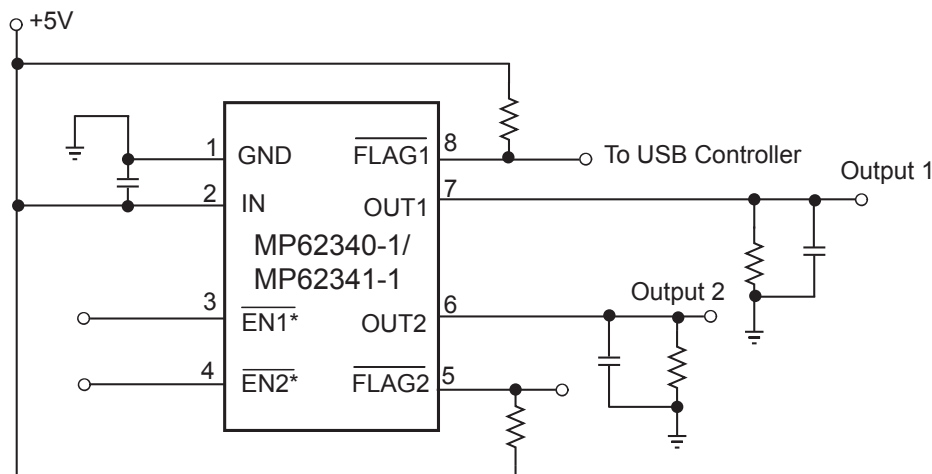 +5V
1
GND
FLAG1
8
To USB Controller
2
IN
OUT1
7
Output 1
MP62340-1/
MP62341-1
3
EN1*
OUT2
6
Output 2
4
EN2*
FLAG2
5